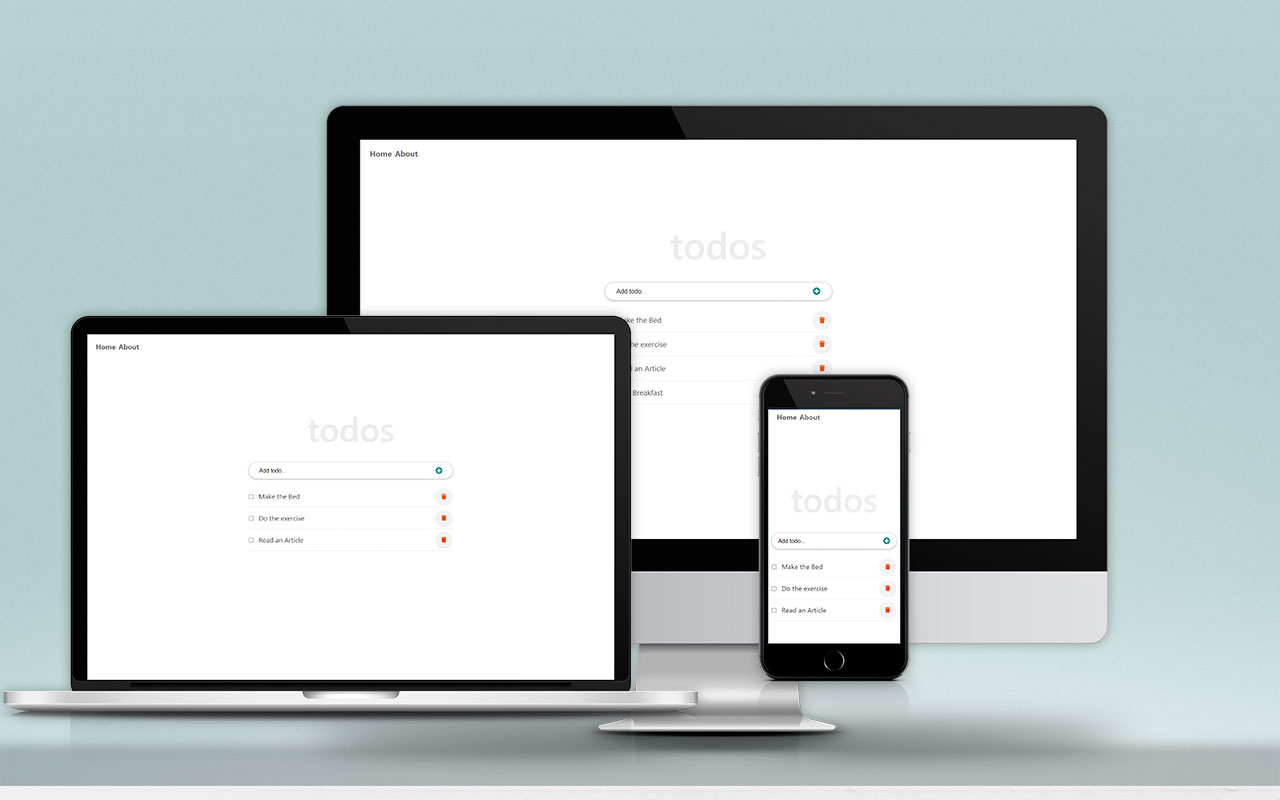 Home About
todos
Add todo...
ke the Bed
he exercise
an Article
Breakfast
Home About
todos
Add todo..
Make the Bed
Do the exercise
Read an Article
Home About
todos
Add todo...
Make the Bed
Do the exercise
Read an Article